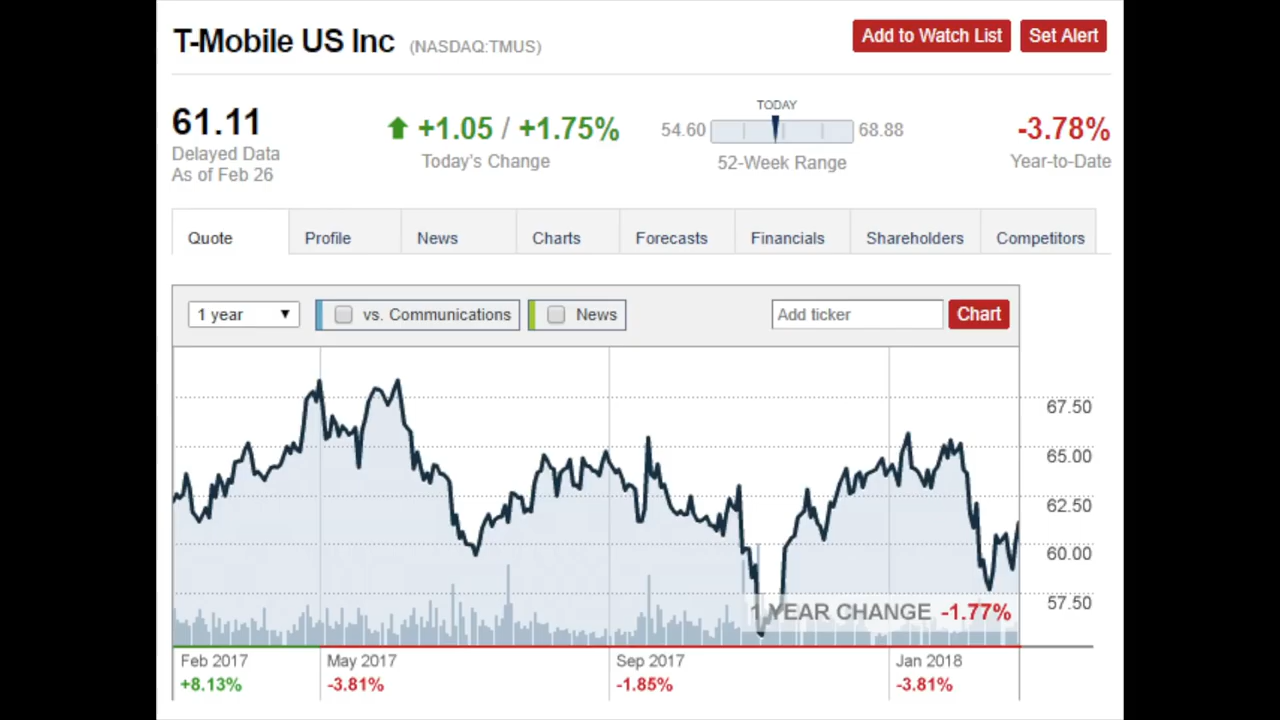 T-Mobile US Inc (NASDAQ:TMUS)
Add to Watch List Set Alert
TODAY
61.11 +1.05 / +1.75% 54.60 68.88 -3.78%
Delayed Data Today's Change 52-Week Range Year-to-Date
As of Feb 26
Quote Profile News Charts Forecasts Financials Shareholders Competitors
1 year vs. Communications News Add ticker Chart
67.50
65.00
62.50
60.00
57.50
1 YEAR CHANGE -1.77%
Feb 2017 May 2017 Sep 2017 Jan 2018
+8.13% -3.81% -1.85% -3.81%